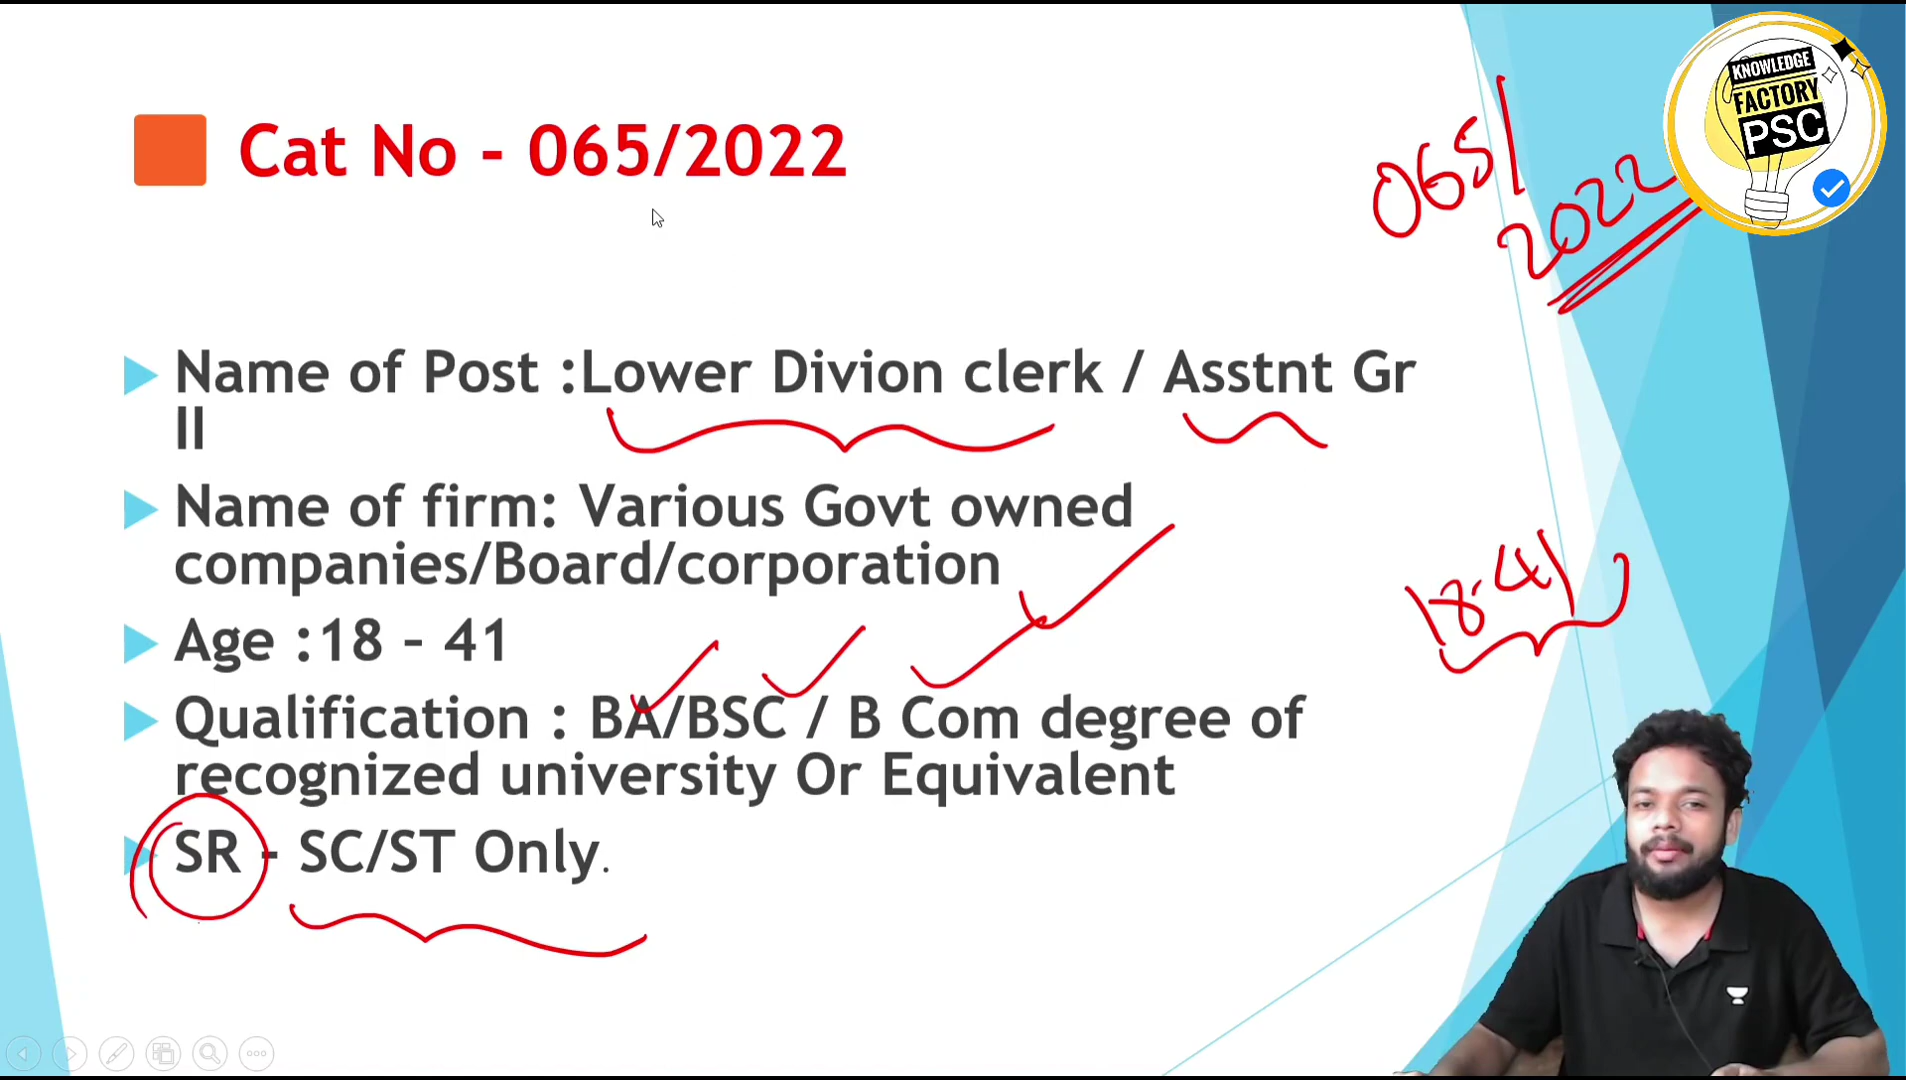 Cat No - 065/2022
065/
2022
KNOWLEDGE
FACTORY
PSC
Name of Post :Lower Divion clerk / Asstnt Gr
II
Name of firm: Various Govt owned
companies/Board/corporation
18-41
Age :18 – 41
Qualification : BA/BSC / B Com degree of
recognized university Or Equivalent
SR - SC/ST Only.